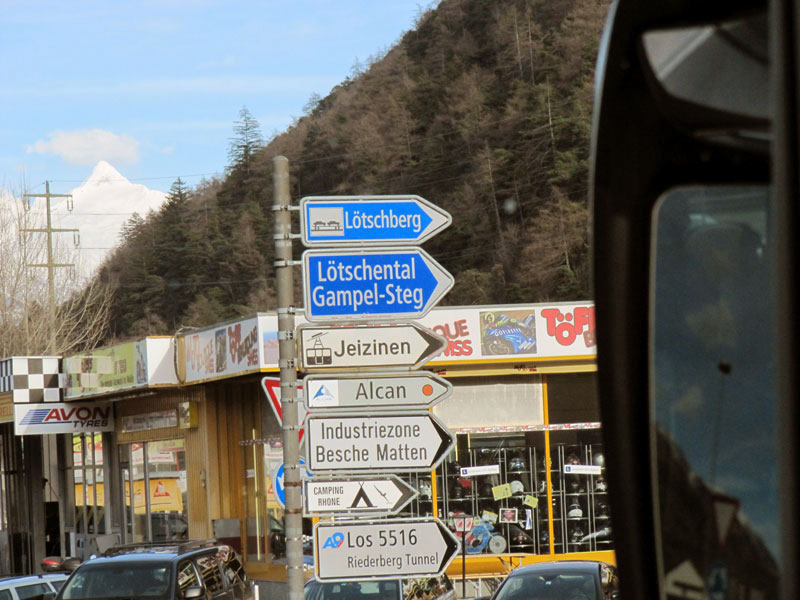 Lötschberg
Lötschental
Gampel-Steg
Jeizinen
Alcan
Industriezone
Besche Matten
CAMPING
RHONE
A9 Los 5516
Riederberg Tunnel
AVON
TYRES
TÖFF